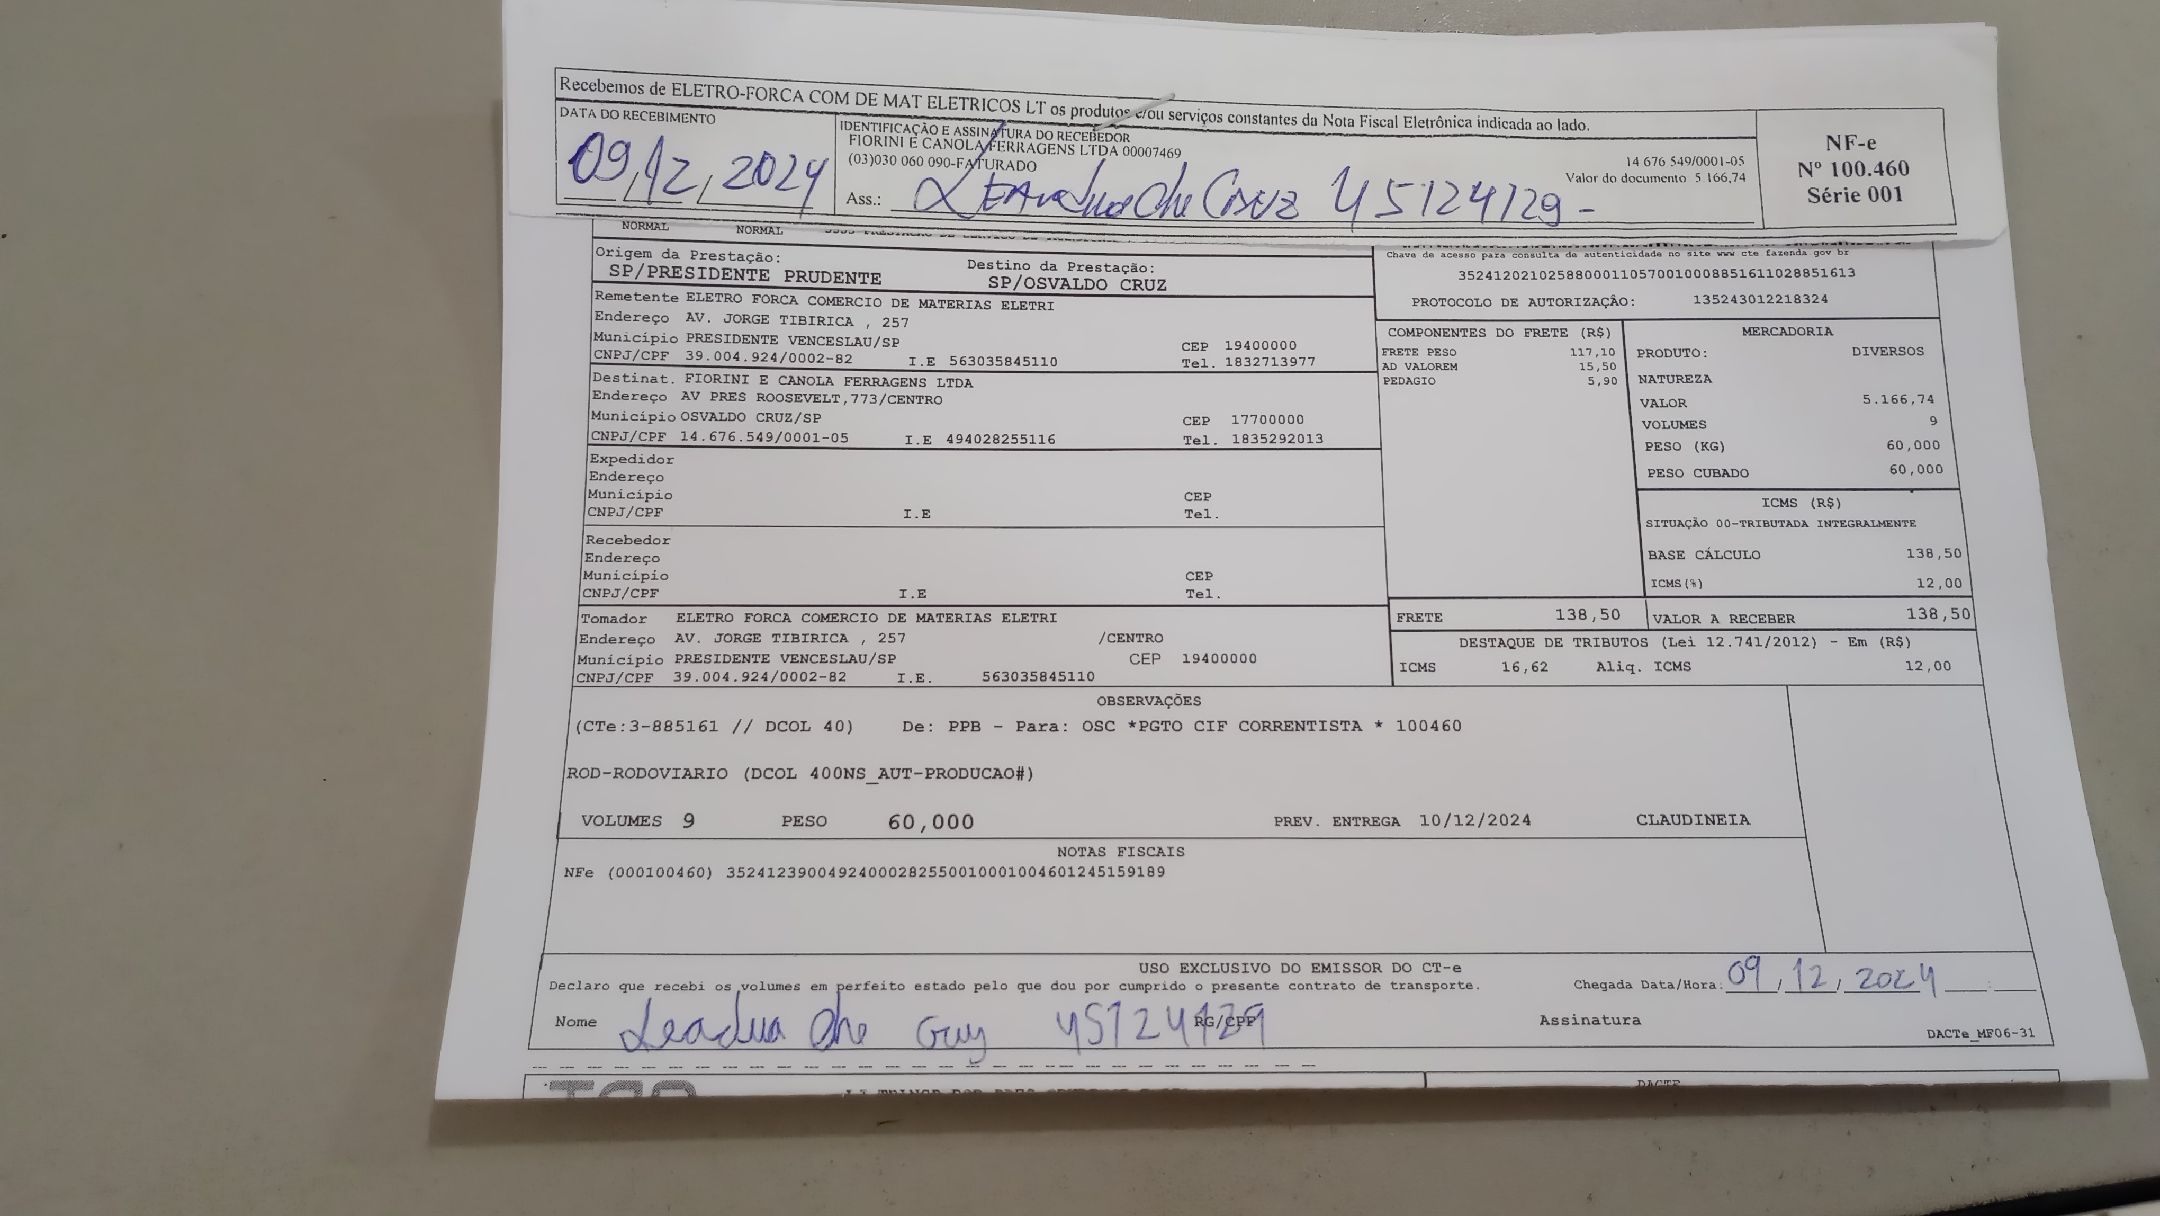 Recebemos de ELETRO-FORCA COM DE MAT ELETRICOS LT os produtos e/ou serviços constantes da Nota Fiscal Eletrônica indicada ao lado.
DATA DO RECEBIMENTO
09/12/2024
IDENTIFICAÇÃO E ASSINATURA DO RECEBEDOR
FIORINI E CANOLA FERRAGENS LTDA 00007469
(03)030 060 090-FATURADO
14 676 549/0001-05
Valor do documento 5 166,74
Ass.: 45124129 -
NF-e
Nº 100.460
Série 001
NORMAL NORMAL
Origem da Prestação: Destino da Prestação:
SP/PRESIDENTE PRUDENTE SP/OSVALDO CRUZ
Chave de acesso para consulta de autenticidade no site www cte fazenda gov br
35241202102588000110570010008851611028851613
PROTOCOLO DE AUTORIZAÇÃO: 135243012218324
Remetente ELETRO FORCA COMERCIO DE MATERIAS ELETRI
Endereço AV. JORGE TIBIRICA , 257
Município PRESIDENTE VENCESLAU/SP CEP 19400000
CNPJ/CPF 39.004.924/0002-82 I.E 563035845110 Tel. 1832713977
Destinat. FIORINI E CANOLA FERRAGENS LTDA
Endereço AV PRES ROOSEVELT,773/CENTRO
Município OSVALDO CRUZ/SP CEP 17700000
CNPJ/CPF 14.676.549/0001-05 I.E 494028255116 Tel. 1835292013
Expedidor
Endereço
Município CEP
CNPJ/CPF I.E Tel.
Recebedor
Endereço
Município CEP
CNPJ/CPF I.E Tel.
Tomador ELETRO FORCA COMERCIO DE MATERIAS ELETRI
Endereço AV. JORGE TIBIRICA , 257 /CENTRO
Município PRESIDENTE VENCESLAU/SP CEP 19400000
CNPJ/CPF 39.004.924/0002-82 I.E. 563035845110
COMPONENTES DO FRETE (R$)
FRETE PESO 117,10
AD VALOREM 15,50
PEDAGIO 5,90
MERCADORIA
PRODUTO: DIVERSOS
NATUREZA
VALOR 5.166,74
VOLUMES 9
PESO (KG) 60,000
PESO CUBADO 60,000
ICMS (R$)
SITUAÇÃO 00-TRIBUTADA INTEGRALMENTE
BASE CÁLCULO 138,50
ICMS(%) 12,00
FRETE 138,50 VALOR A RECEBER 138,50
DESTAQUE DE TRIBUTOS (Lei 12.741/2012) - Em (R$)
ICMS 16,62 Aliq. ICMS 12,00
OBSERVAÇÕES
(CTe:3-885161 // DCOL 40) De: PPB - Para: OSC *PGTO CIF CORRENTISTA * 100460
ROD-RODOVIARIO (DCOL 400NS_AUT-PRODUCAO#)
VOLUMES 9 PESO 60,000 PREV. ENTREGA 10/12/2024 CLAUDINEIA
NOTAS FISCAIS
NFe (000100460) 35241239004924000282550010001004601245159189
USO EXCLUSIVO DO EMISSOR DO CT-e
Declaro que recebi os volumes em perfeito estado pelo que dou por cumprido o presente contrato de transporte.
Chegada Data/Hora: 09/12/2024
Nome 45124129 RG/CPF Assinatura
DACTe_MF06-31
DACTE